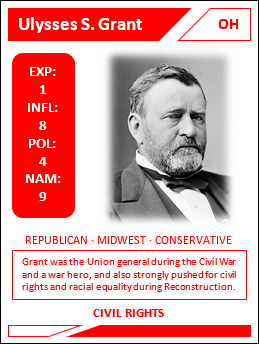 Ulysses S. Grant OH
EXP:
1
INFL:
8
POL:
4
NAM:
9
REPUBLICAN · MIDWEST · CONSERVATIVE
Grant was the Union general during the Civil War
and a war hero, and also strongly pushed for civil
rights and racial equality during Reconstruction.
CIVIL RIGHTS